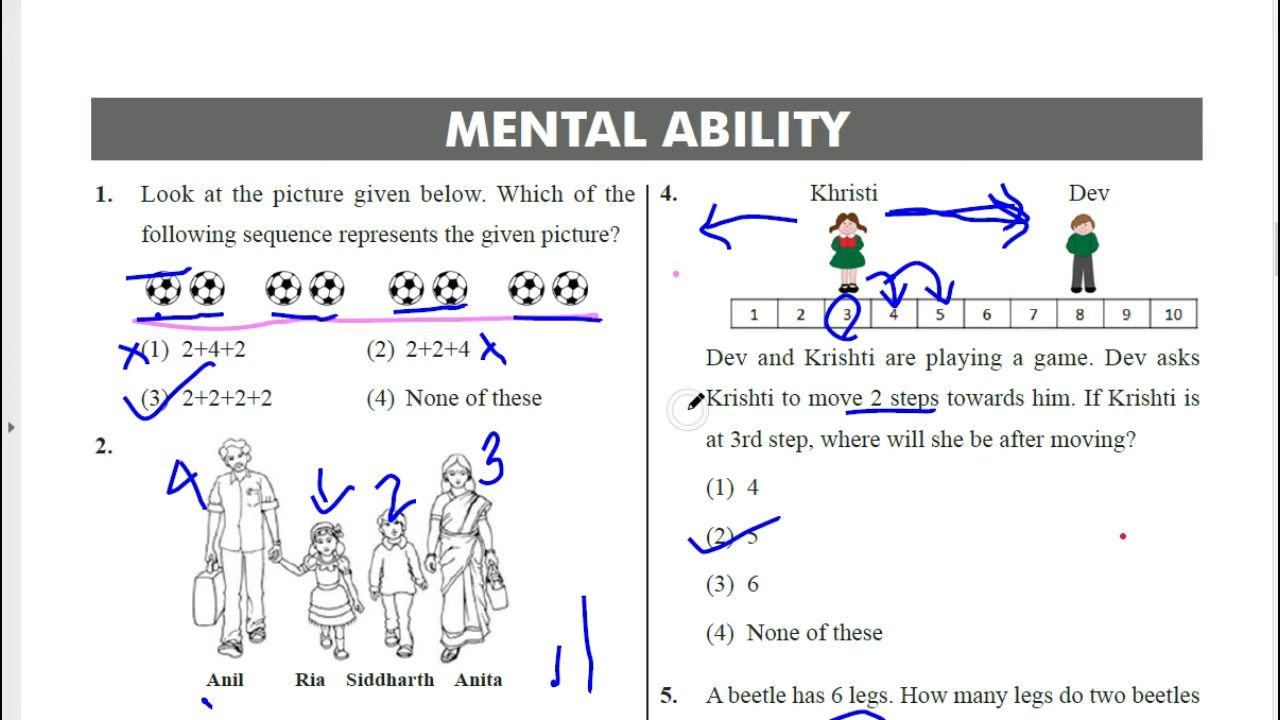 MENTAL ABILITY
1. Look at the picture given below. Which of the
following sequence represents the given picture?
(1) 2+4+2 (2) 2+2+4
(3) 2+2+2+2 (4) None of these
2.
4 2 3
Anil Ria Siddharth Anita
4. Khristi Dev
1 2 3 4 5 6 7 8 9 10
Dev and Krishti are playing a game. Dev asks
Krishti to move 2 steps towards him. If Krishti is
at 3rd step, where will she be after moving?
(1) 4
(2) 5
(3) 6
(4) None of these
5. A beetle has 6 legs. How many legs do two beetles